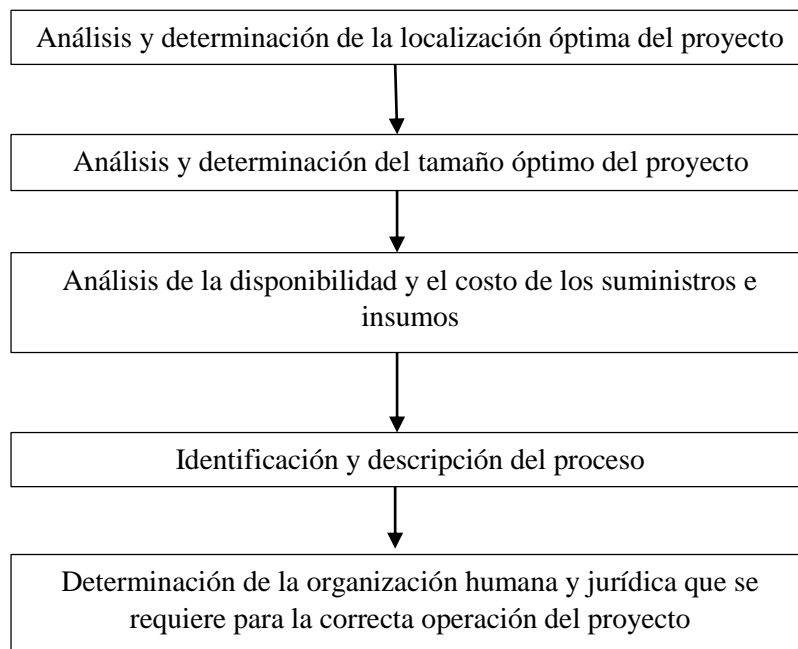 Análisis y determinación de la localización óptima del proyecto
Análisis y determinación del tamaño óptimo del proyecto
Análisis de la disponibilidad y el costo de los suministros e
insumos
Identificación y descripción del proceso
Determinación de la organización humana y jurídica que se
requiere para la correcta operación del proyecto